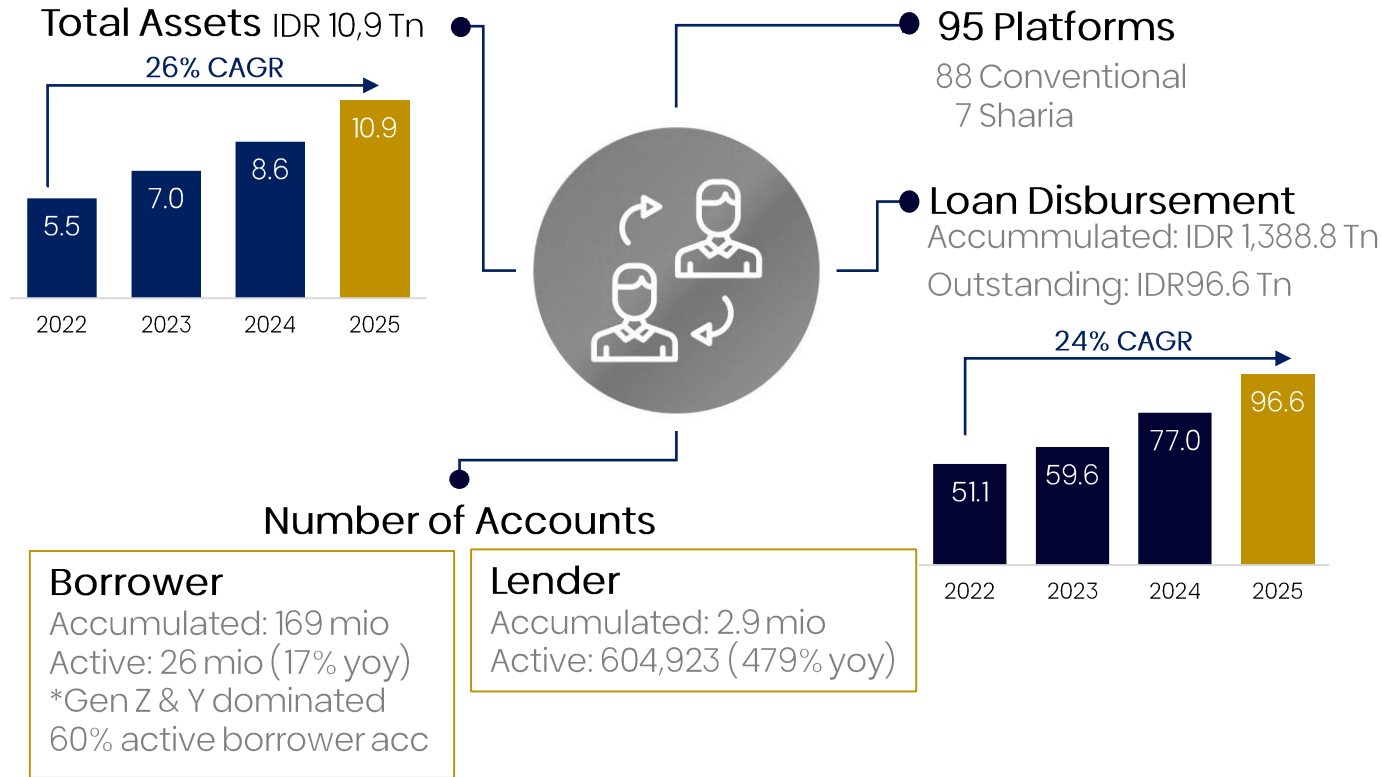 Total Assets IDR 10,9 Tn
26% CAGR
5.5
7.0
8.6
10.9
2022
2023
2024
2025
95 Platforms
88 Conventional
7 Sharia
Loan Disbursement
Accummulated: IDR 1,388.8 Tn
Outstanding: IDR96.6 Tn
24% CAGR
51.1
59.6
77.0
96.6
2022
2023
2024
2025
Number of Accounts
Borrower
Accumulated: 169 mio
Active: 26 mio (17% yoy)
*Gen Z & Y dominated
60% active borrower acc
Lender
Accumulated: 2.9 mio
Active: 604,923 (479% yoy)